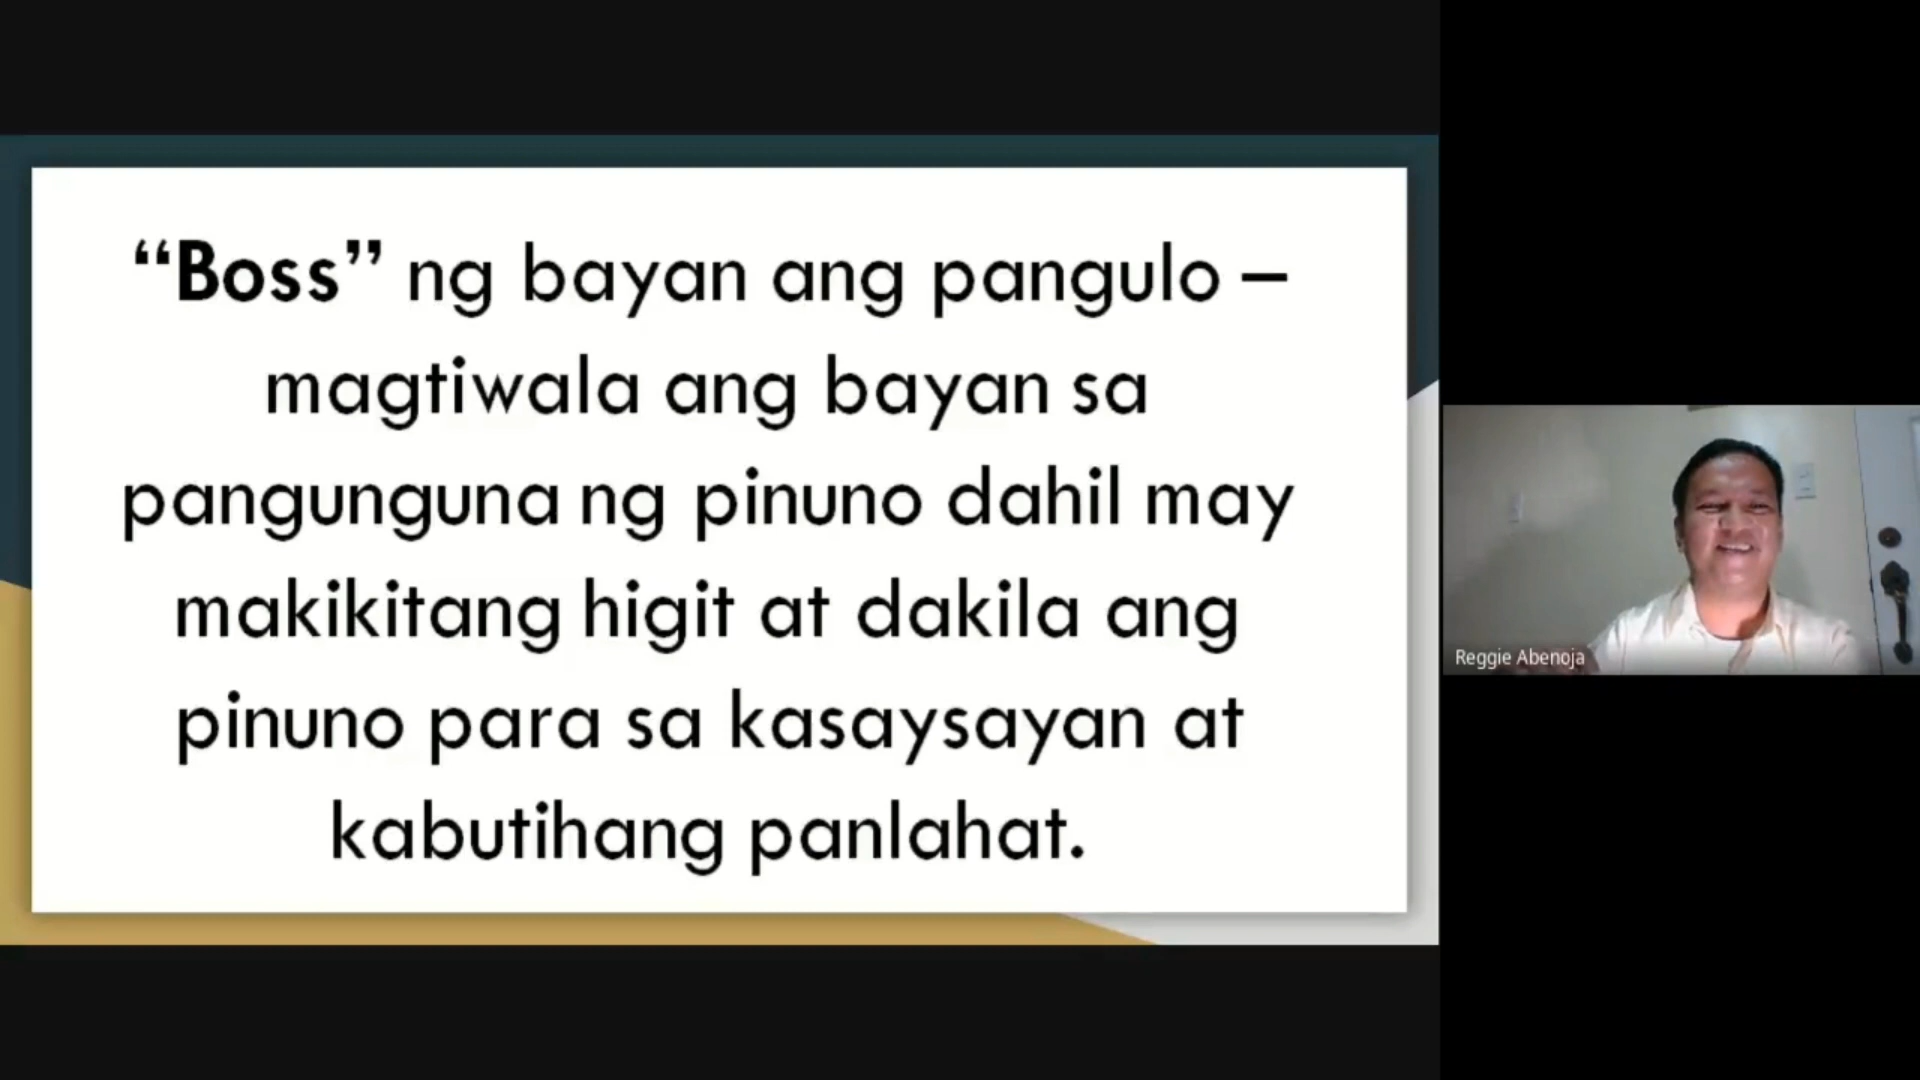 “Boss” ng bayan ang pangulo –
magtiwala ang bayan sa
pangunguna ng pinuno dahil may
makikitang higit at dakila ang
pinuno para sa kasaysayan at
kabutihang panlahat.
Reggie Abenoja